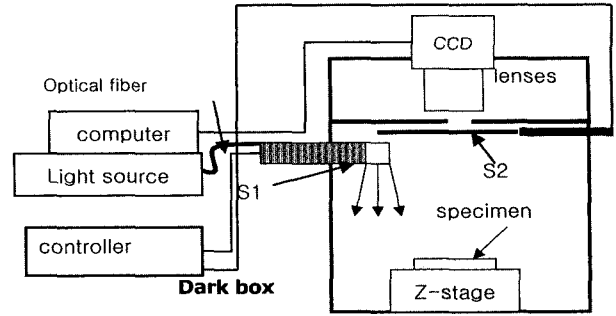 CCD
lenses
Optical fiber
computer
Light source
S1
S2
specimen
controller
Dark box
Z-stage